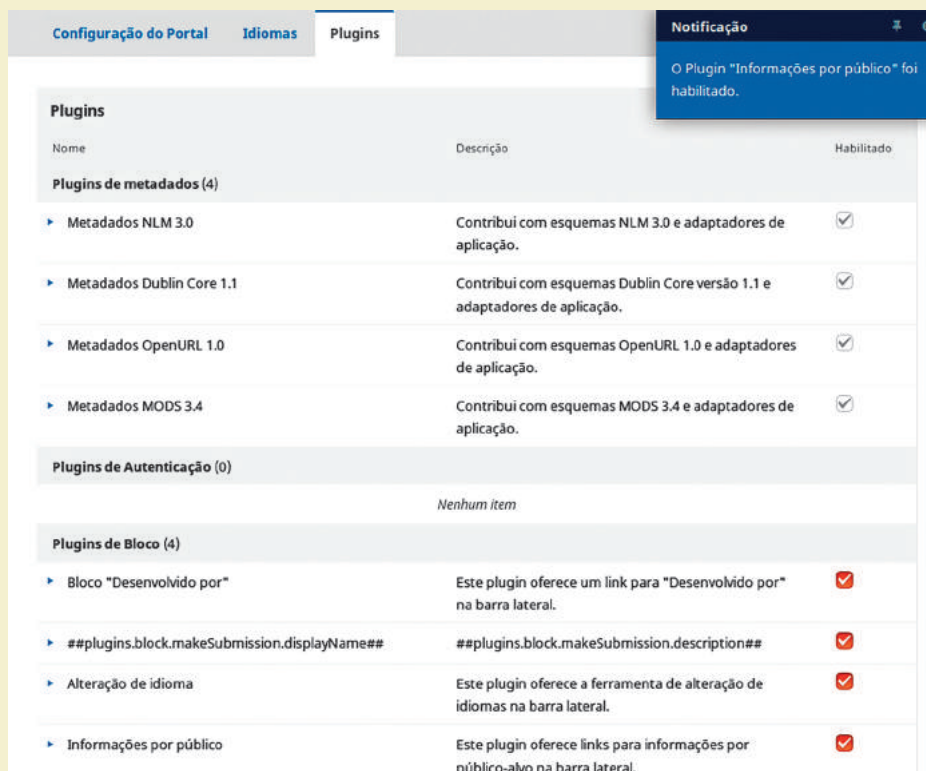 Configuração do Portal Idiomas Plugins
Notificação
O Plugin "Informações por público" foi
habilitado.
Plugins
Nome Descrição Habilitado
Plugins de metadados (4)
Metadados NLM 3.0 Contribui com esquemas NLM 3.0 e adaptadores de
aplicação.
Metadados Dublin Core 1.1 Contribui com esquemas Dublin Core versão 1.1 e
adaptadores de aplicação.
Metadados OpenURL 1.0 Contribui com esquemas OpenURL 1.0 e adaptadores
de aplicação.
Metadados MODS 3.4 Contribui com esquemas MODS 3.4 e adaptadores de
aplicação.
Plugins de Autenticação (0)
Nenhum item
Plugins de Bloco (4)
Bloco "Desenvolvido por" Este plugin oferece um link para "Desenvolvido por"
na barra lateral.
##plugins.block.makeSubmission.displayName## ##plugins.block.makeSubmission.description##
Alteração de idioma Este plugin oferece a ferramenta de alteração de
idiomas na barra lateral.
Informações por público Este plugin oferece links para informações por
público-alvo na barra lateral.